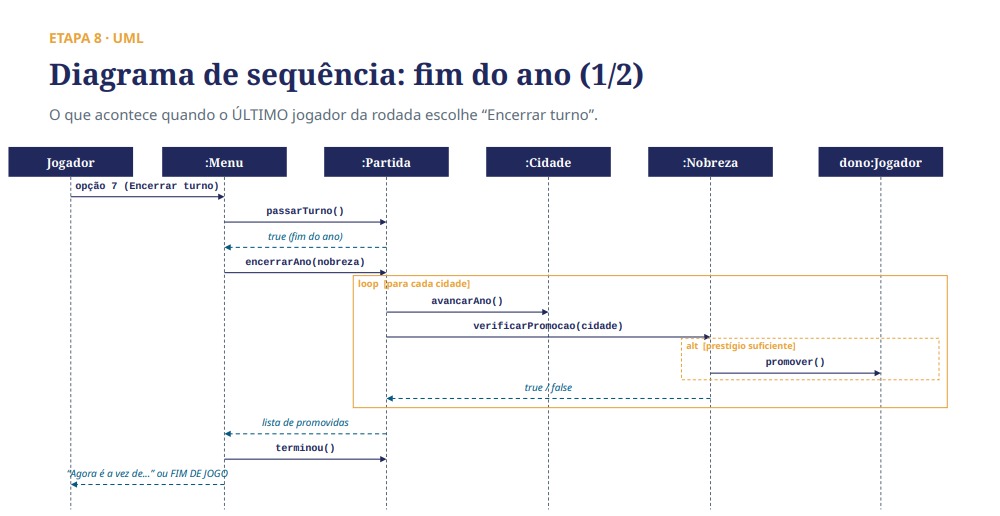 ETAPA 8 · UML
Diagrama de sequência: fim do ano (1/2)
O que acontece quando o ÚLTIMO jogador da rodada escolhe “Encerrar turno”.
Jogador
:Menu
:Partida
:Cidade
:Nobreza
dono:Jogador
opção 7 (Encerrar turno)
passarTurno()
true (fim do ano)
encerrarAno(nobreza)
loop [para cada cidade]
avancarAno()
verificarPromocao(cidade)
alt [prestígio suficiente]
promover()
true / false
lista de promovidas
terminou()
“Agora é a vez de...” ou FIM DE JOGO